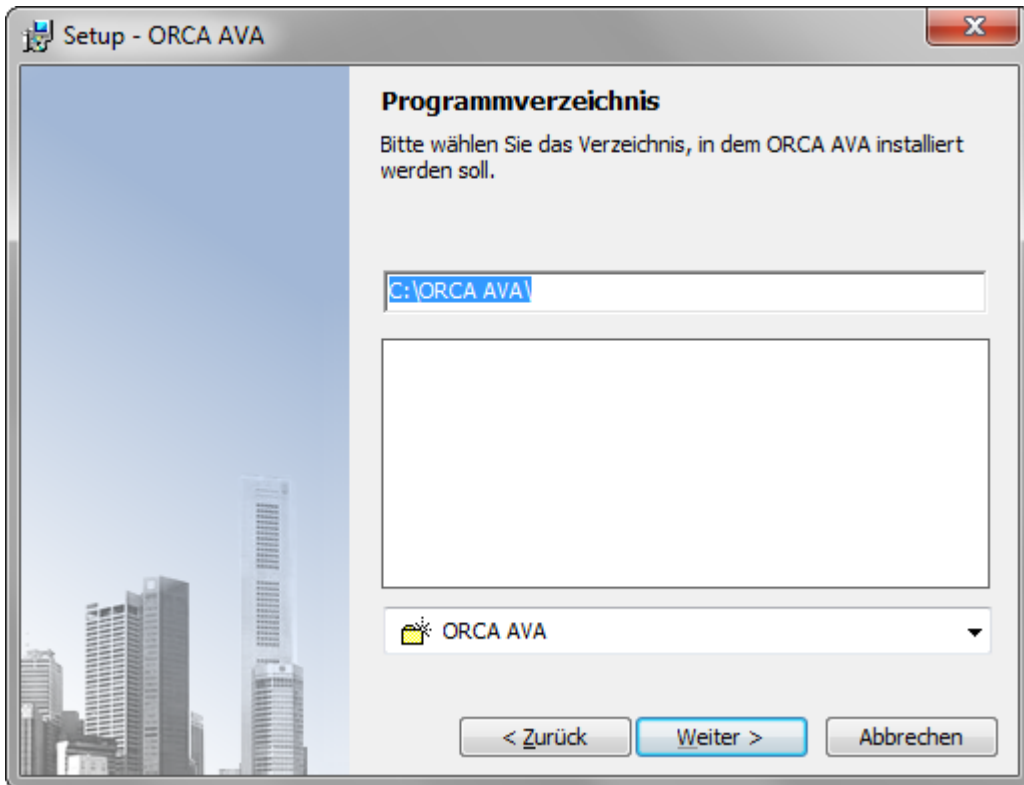 Setup - ORCA AVA
Programmverzeichnis
Bitte wählen Sie das Verzeichnis, in dem ORCA AVA installiert
werden soll.
C:\ORCA AVA\
ORCA AVA
< Zurück
Weiter >
Abbrechen